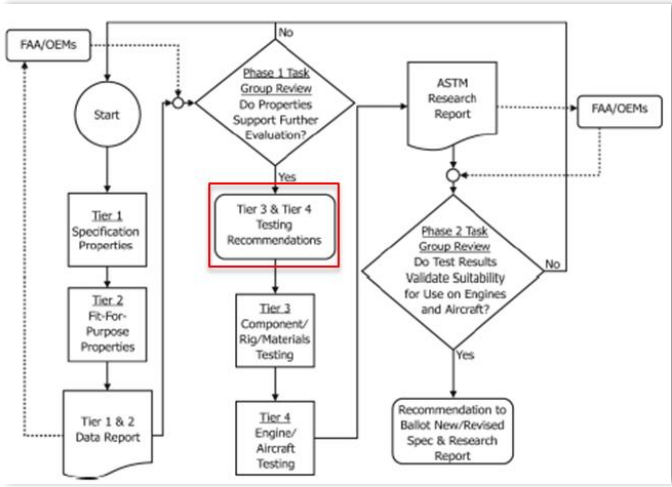 FAA/OEMs
Start
Tier 1
Specification
Properties
Tier 2
Fit-For-
Purpose
Properties
Tier 1 & 2
Data Report
No
Phase 1 Task
Group Review
Do Properties
Support Further
Evaluation?
Yes
Tier 3 & Tier 4
Testing
Recommendations
Tier 3
Component/
Rig/Materials
Testing
Tier 4
Engine/
Aircraft
Testing
ASTM
Research
Report
FAA/OEMs
Phase 2 Task
Group Review
Do Test Results
Validate Suitability
for Use on Engines
and Aircraft?
No
Yes
Recommendation to
Ballot New/Revised
Spec & Research
Report